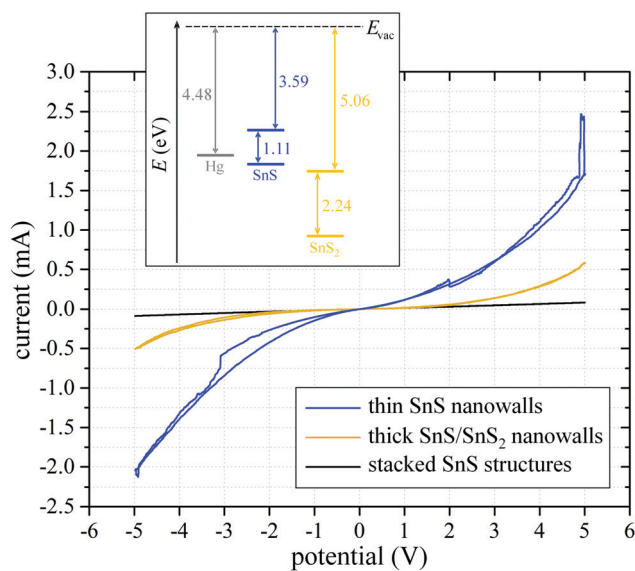 E_vac
4.48
3.59
5.06
1.11
2.24
Hg
SnS
SnS₂
E (eV)
3.0
2.5
2.0
1.5
1.0
0.5
0.0
-0.5
-1.0
-1.5
-2.0
-2.5
current (mA)
thin SnS nanowalls
thick SnS/SnS₂ nanowalls
stacked SnS structures
-6 -5 -4 -3 -2 -1 0 1 2 3 4 5 6
potential (V)